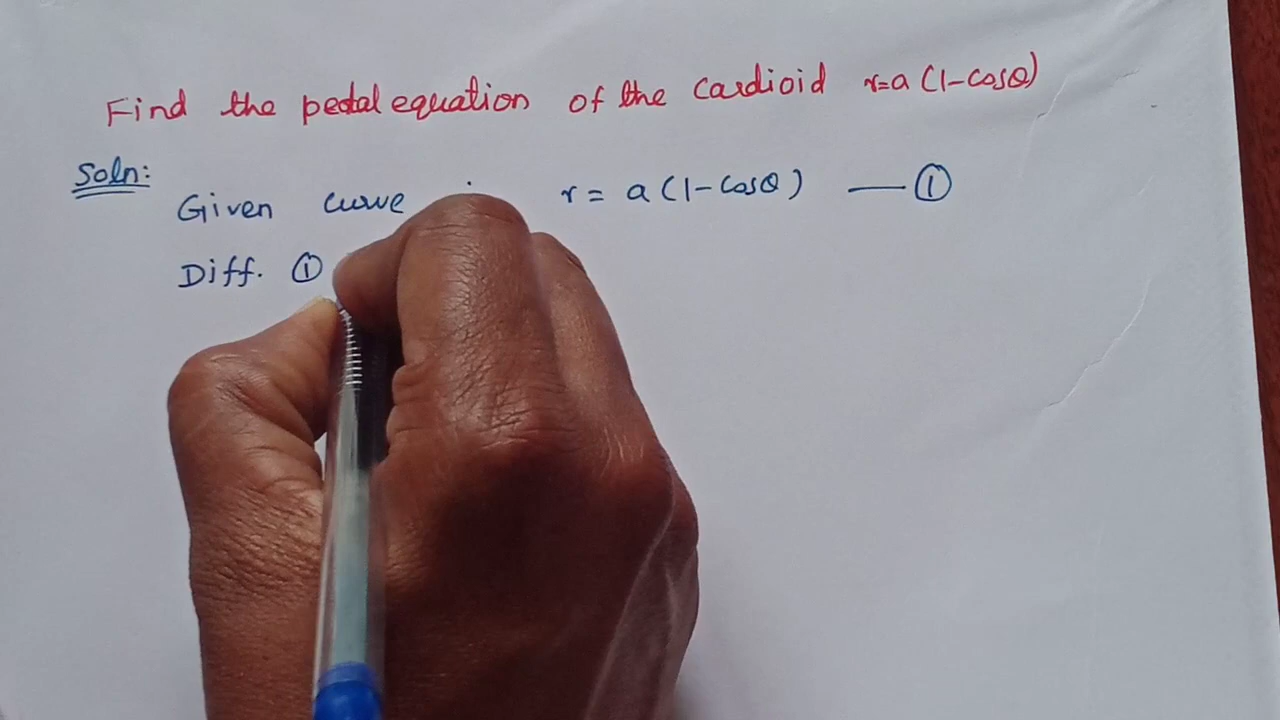 Find the pedal equation of the cardioid r=a(1-cosθ)
Soln:
Given curve r = a(1-cosθ) — ①
Diff. ①